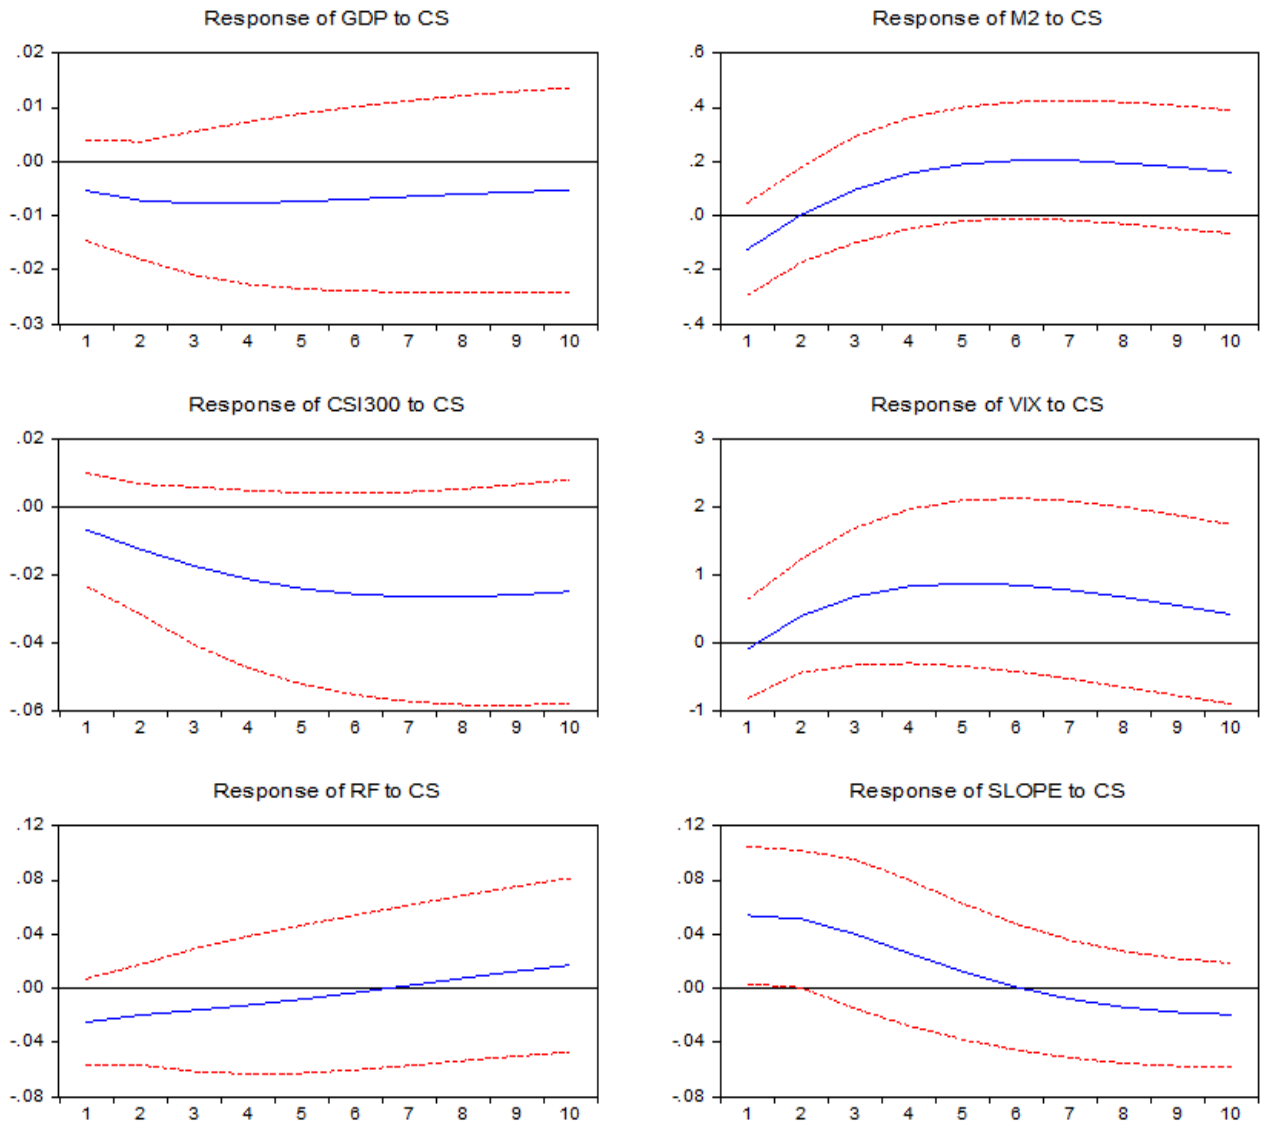 Response of GDP to CS
.02
.01
.00
-.01
-.02
-.03
1 2 3 4 5 6 7 8 9 10
Response of M2 to CS
.6
.4
.2
.0
-.2
-.4
1 2 3 4 5 6 7 8 9 10
Response of CSI300 to CS
.02
.00
-.02
-.04
-.06
1 2 3 4 5 6 7 8 9 10
Response of VIX to CS
3
2
1
0
-1
1 2 3 4 5 6 7 8 9 10
Response of RF to CS
.12
.08
.04
.00
-.04
-.08
1 2 3 4 5 6 7 8 9 10
Response of SLOPE to CS
.12
.08
.04
.00
-.04
-.08
1 2 3 4 5 6 7 8 9 10